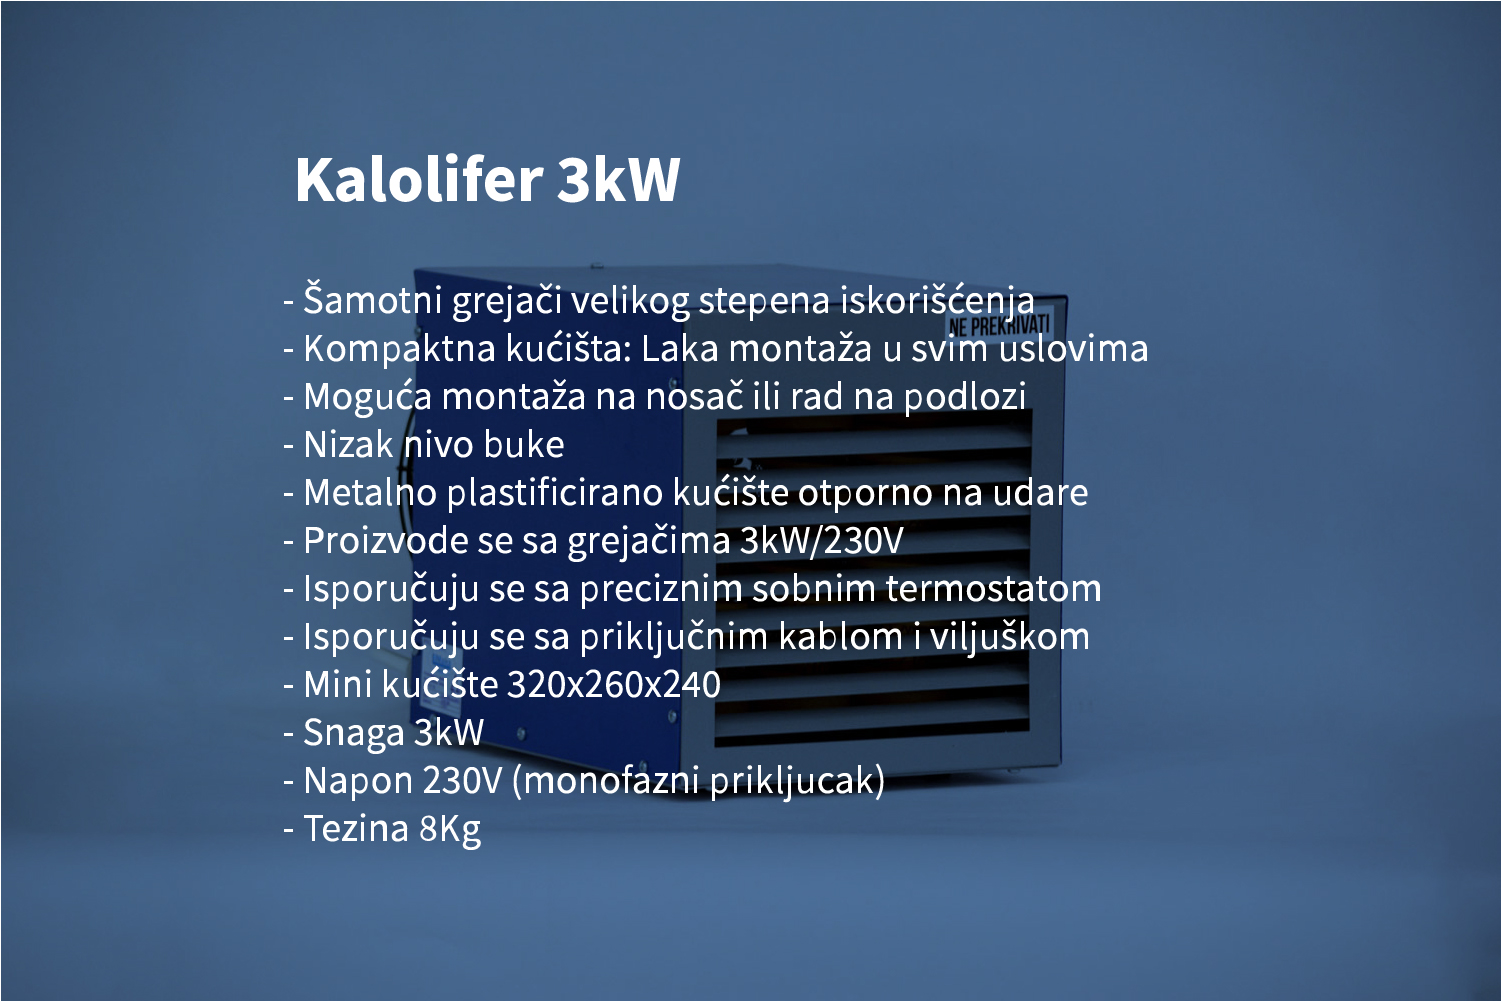 Kalolifer 3kW
NE PREKRIVATI
- Šamotni grejači velikog stepena iskorišćenja
- Kompaktna kućišta: Laka montaža u svim uslovima
- Moguća montaža na nosač ili rad na podlozi
- Nizak nivo buke
- Metalno plastificirano kućište otporno na udare
- Proizvode se sa grejačima 3kW/230V
- Isporučuju se sa preciznim sobnim termostatom
- Isporučuju se sa priključnim kablom i viljuškom
- Mini kućište 320x260x240
- Snaga 3kW
- Napon 230V (monofazni prikljucak)
- Tezina 8Kg